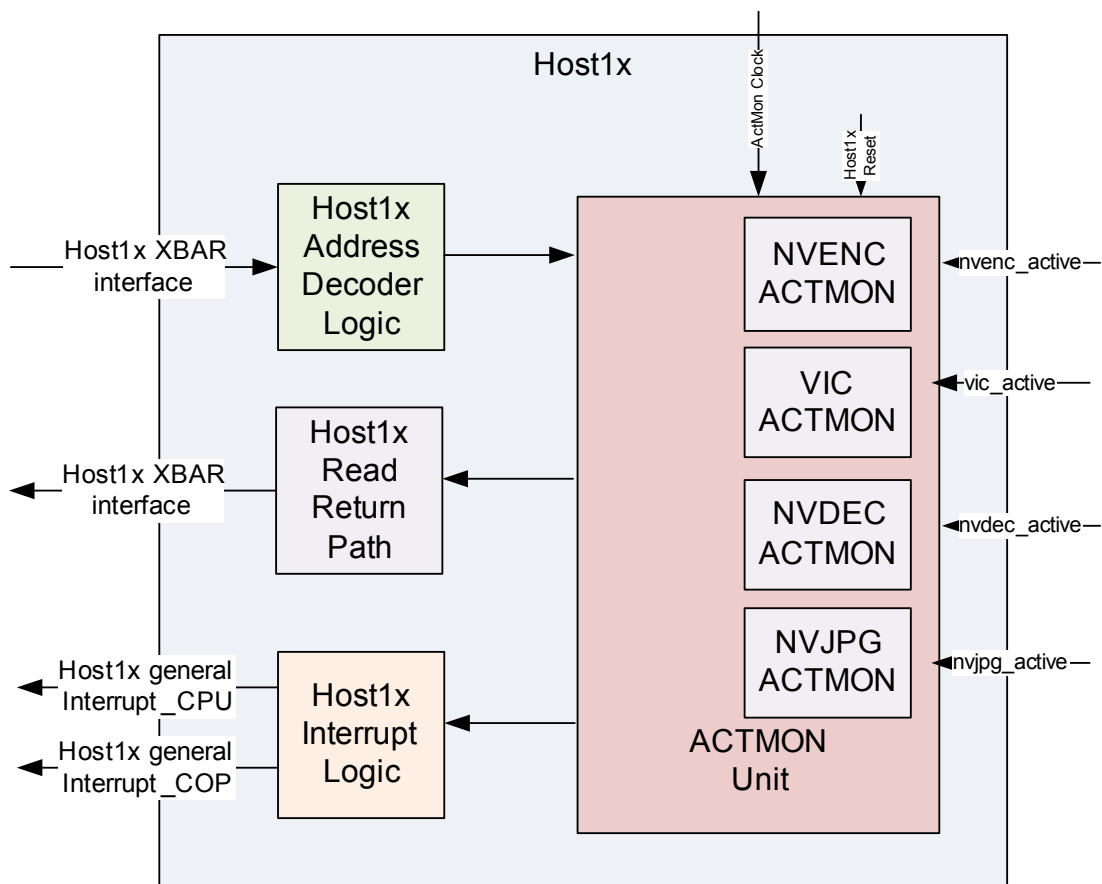 Host1x
ActMon Clock
Host1x
Reset
Host1x
Address
Decoder
Logic
Host1x XBAR
interface
NVENC
ACTMON
nvenc_active
VIC
ACTMON
vic_active
Host1x
Read
Return
Path
Host1x XBAR
interface
NVDEC
ACTMON
nvdec_active
NVJPG
ACTMON
nvjpg_active
Host1x general
Interrupt_CPU
Host1x general
Interrupt_COP
Host1x
Interrupt
Logic
ACTMON
Unit